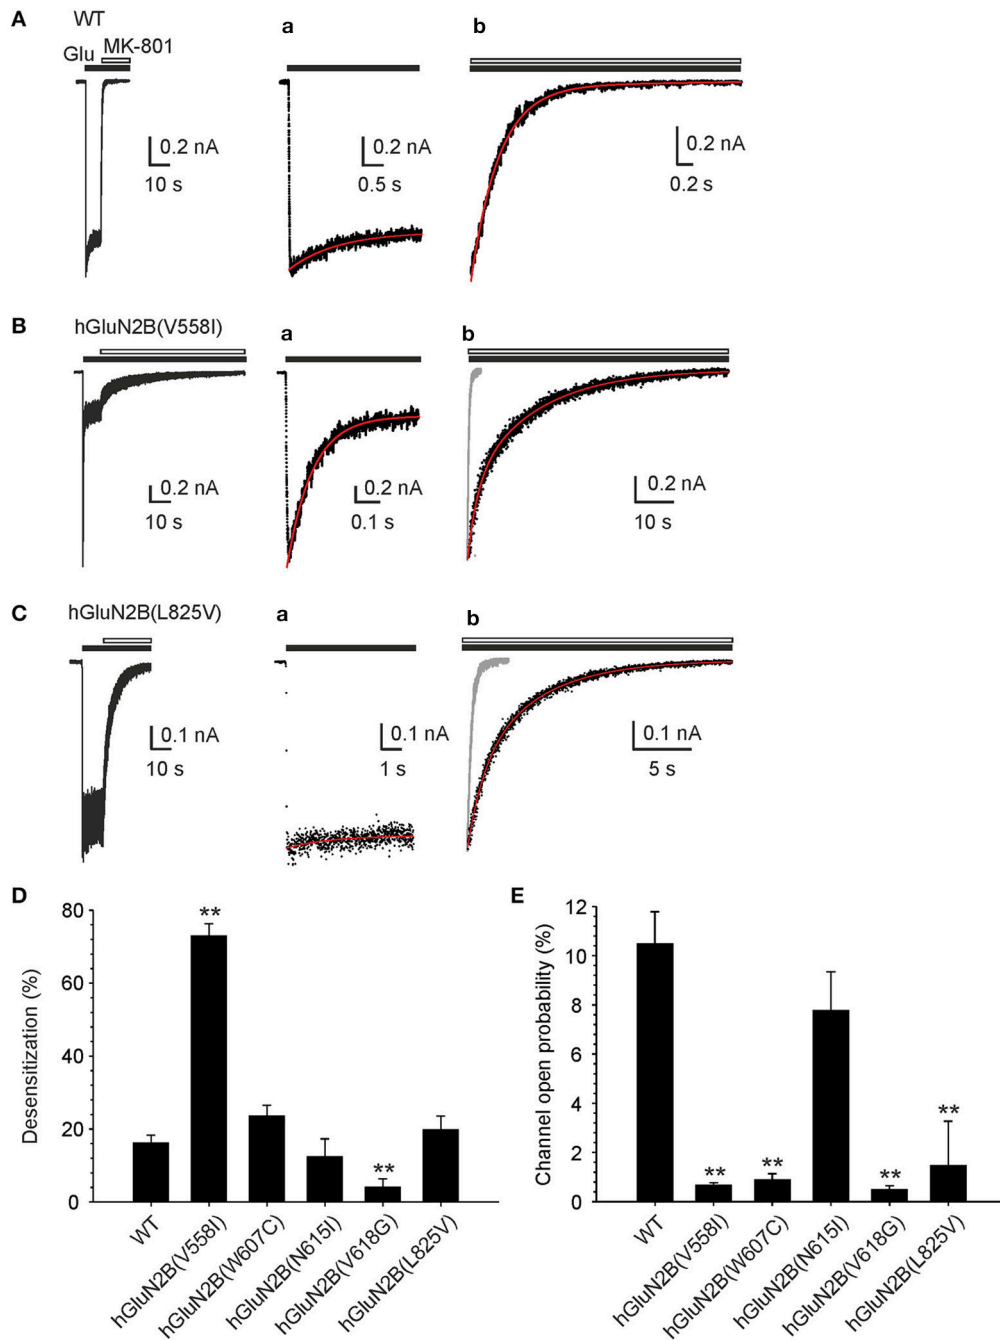 A
WT
Glu
MK-801
0.2 nA
10 s
a
0.2 nA
0.5 s
b
0.2 nA
0.2 s
B
hGluN2B(V558I)
0.2 nA
10 s
a
0.2 nA
0.1 s
b
0.2 nA
10 s
C
hGluN2B(L825V)
0.1 nA
10 s
a
0.1 nA
1 s
b
0.1 nA
5 s
D
Desensitization (%)
80
60
40
20
0
**
**
WT
hGluN2B(V558I)
hGluN2B(W607C)
hGluN2B(N615I)
hGluN2B(V618G)
hGluN2B(L825V)
E
Channel open probability (%)
12
10
8
6
4
2
0
**
**
**
**
WT
hGluN2B(V558I)
hGluN2B(W607C)
hGluN2B(N615I)
hGluN2B(V618G)
hGluN2B(L825V)